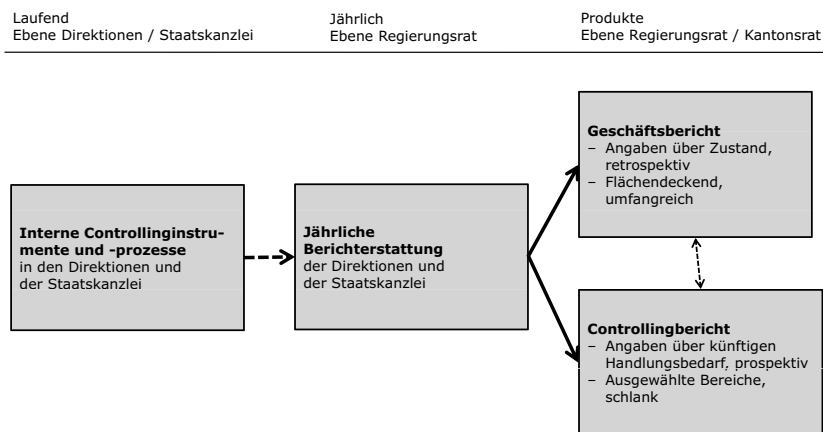 Laufend
Ebene Direktionen / Staatskanzlei
Jährlich
Ebene Regierungsrat
Produkte
Ebene Regierungsrat / Kantonsrat
Interne Controllinginstru-
mente und -prozesse
in den Direktionen und
der Staatskanzlei
Jährliche
Berichterstattung
der Direktionen und
der Staatskanzlei
Geschäftsbericht
– Angaben über Zustand,
retrospektiv
– Flächendeckend,
umfangreich
Controllingbericht
– Angaben über künftigen
Handlungsbedarf, prospektiv
– Ausgewählte Bereiche,
schlank